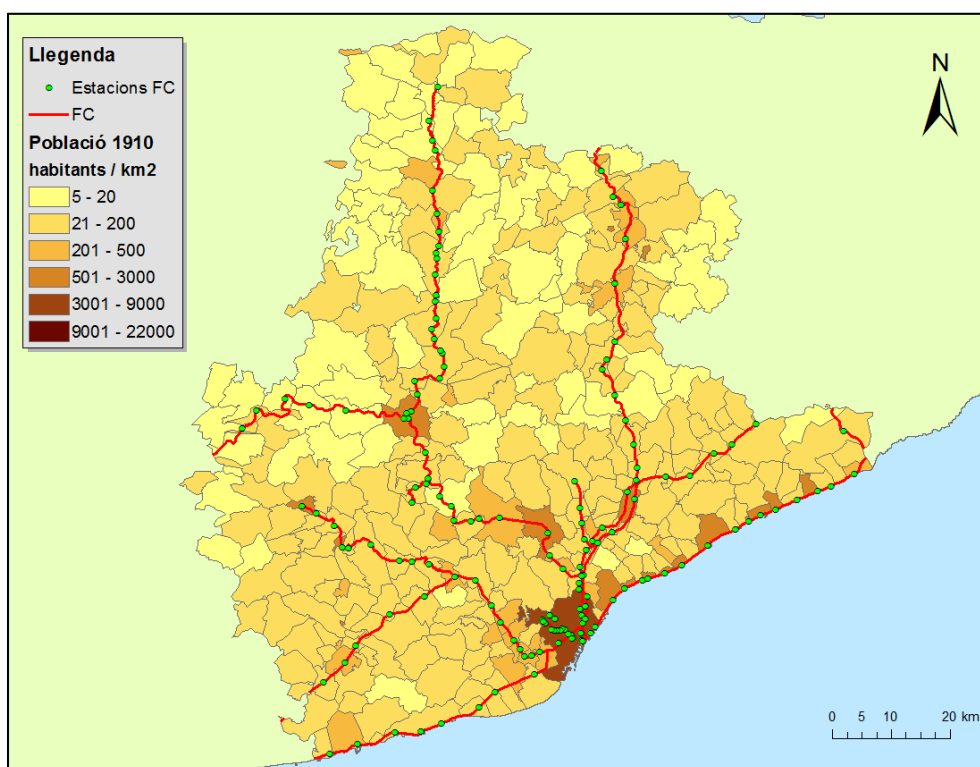 Llegenda
Estacions FC
FC
Població 1910
habitants / km2
5 - 20
21 - 200
201 - 500
501 - 3000
3001 - 9000
9001 - 22000
N
0 5 10 20 km